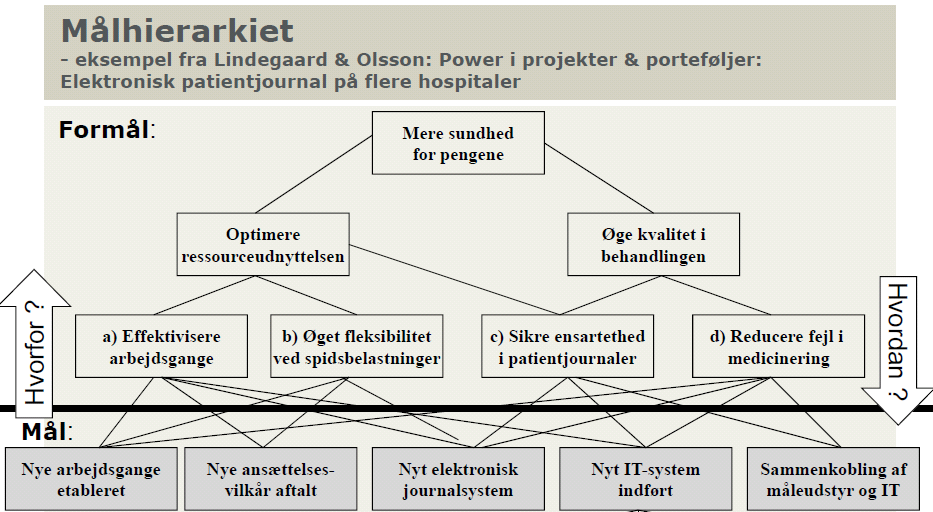 Målhierarkiet
– eksempel fra Lindegaard & Olsson: Power i projekter & porteføljer:
Elektronisk patientjournal på flere hospitaler
Formål:
Mere sundhed
for pengene
Optimere
ressourceudnyttelsen
Øge kvalitet i
behandlingen
Hvorfor ?
Hvordan ?
a) Effektivisere
arbejdsgange
b) Øget fleksibilitet
ved spidsbelastninger
c) Sikre ensartethed
i patientjournaler
d) Reducere fejl i
medicinering
Mål:
Nye arbejdsgange
etableret
Nye ansættelses-
vilkår aftalt
Nyt elektronisk
journalsystem
Nyt IT-system
indført
Sammenkobling af
måleudstyr og IT